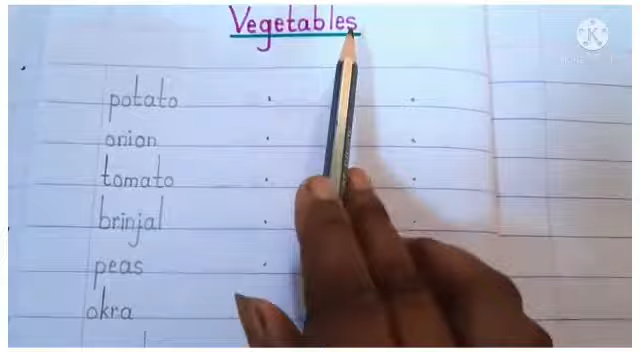 Vegetables
potato
onion
tomato
brinjal
peas
okra